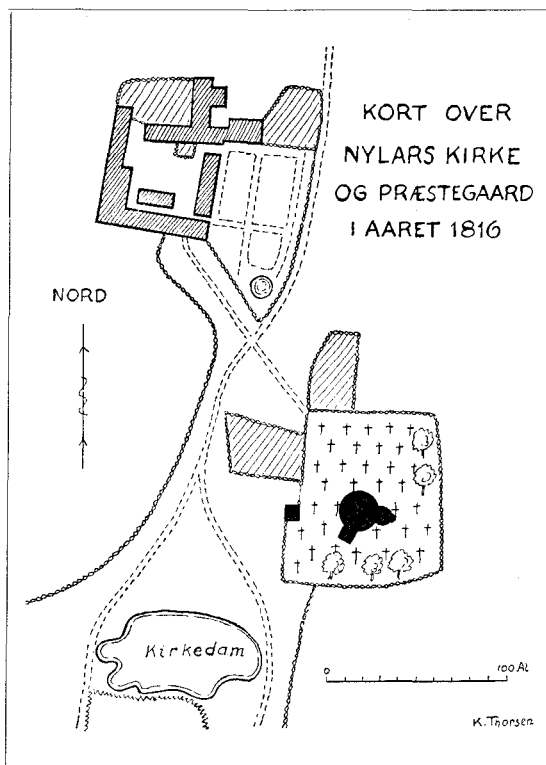 KORT OVER
NYLARS KIRKE
OG PRÆSTEGAARD
I AARET 1816
NORD
Kirkedam
0 100 Al.
K. Thorsen